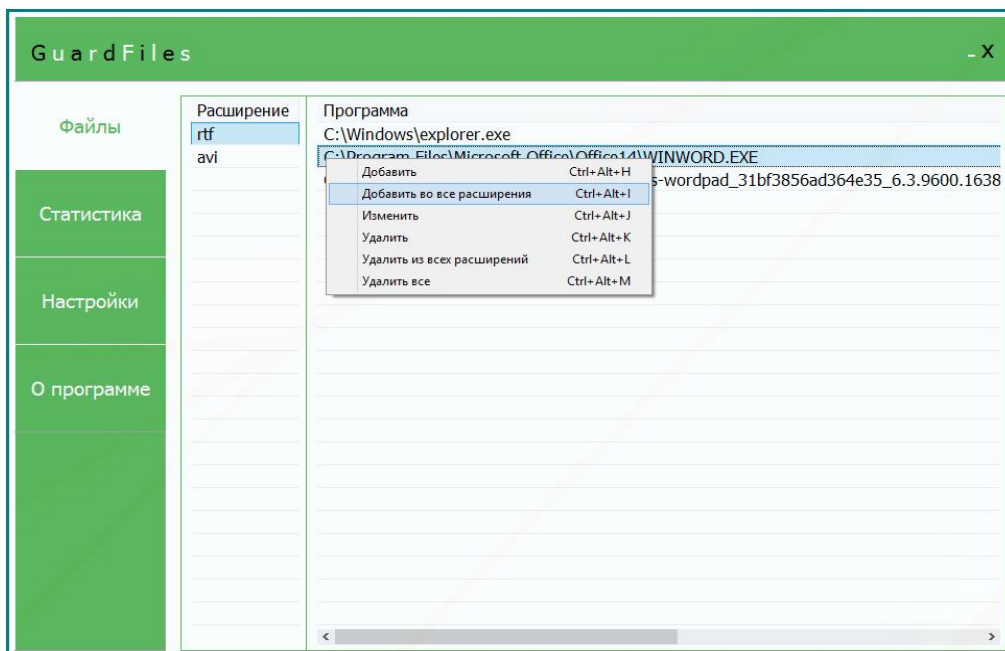 GuardFiles
- X
Файлы
Статистика
Настройки
О программе
Расширение
rtf
avi
Программа
C:\Windows\explorer.exe
C:\Program Files\Microsoft Office\Office14\WINWORD.EXE
s-wordpad_31bf3856ad364e35_6.3.9600.1638
Добавить Ctrl+Alt+H
Добавить во все расширения Ctrl+Alt+I
Изменить Ctrl+Alt+J
Удалить Ctrl+Alt+K
Удалить из всех расширений Ctrl+Alt+L
Удалить все Ctrl+Alt+M